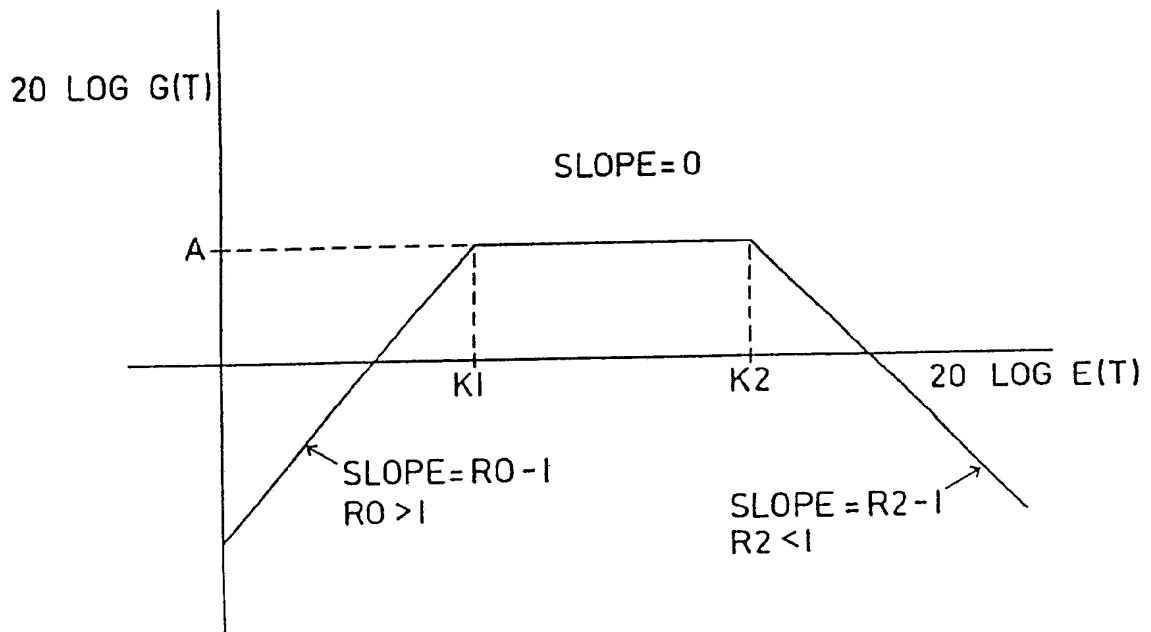 20 LOG G(T)
SLOPE=0
A
K1
K2
20 LOG E(T)
SLOPE=R0-1
R0>1
SLOPE=R2-1
R2<1